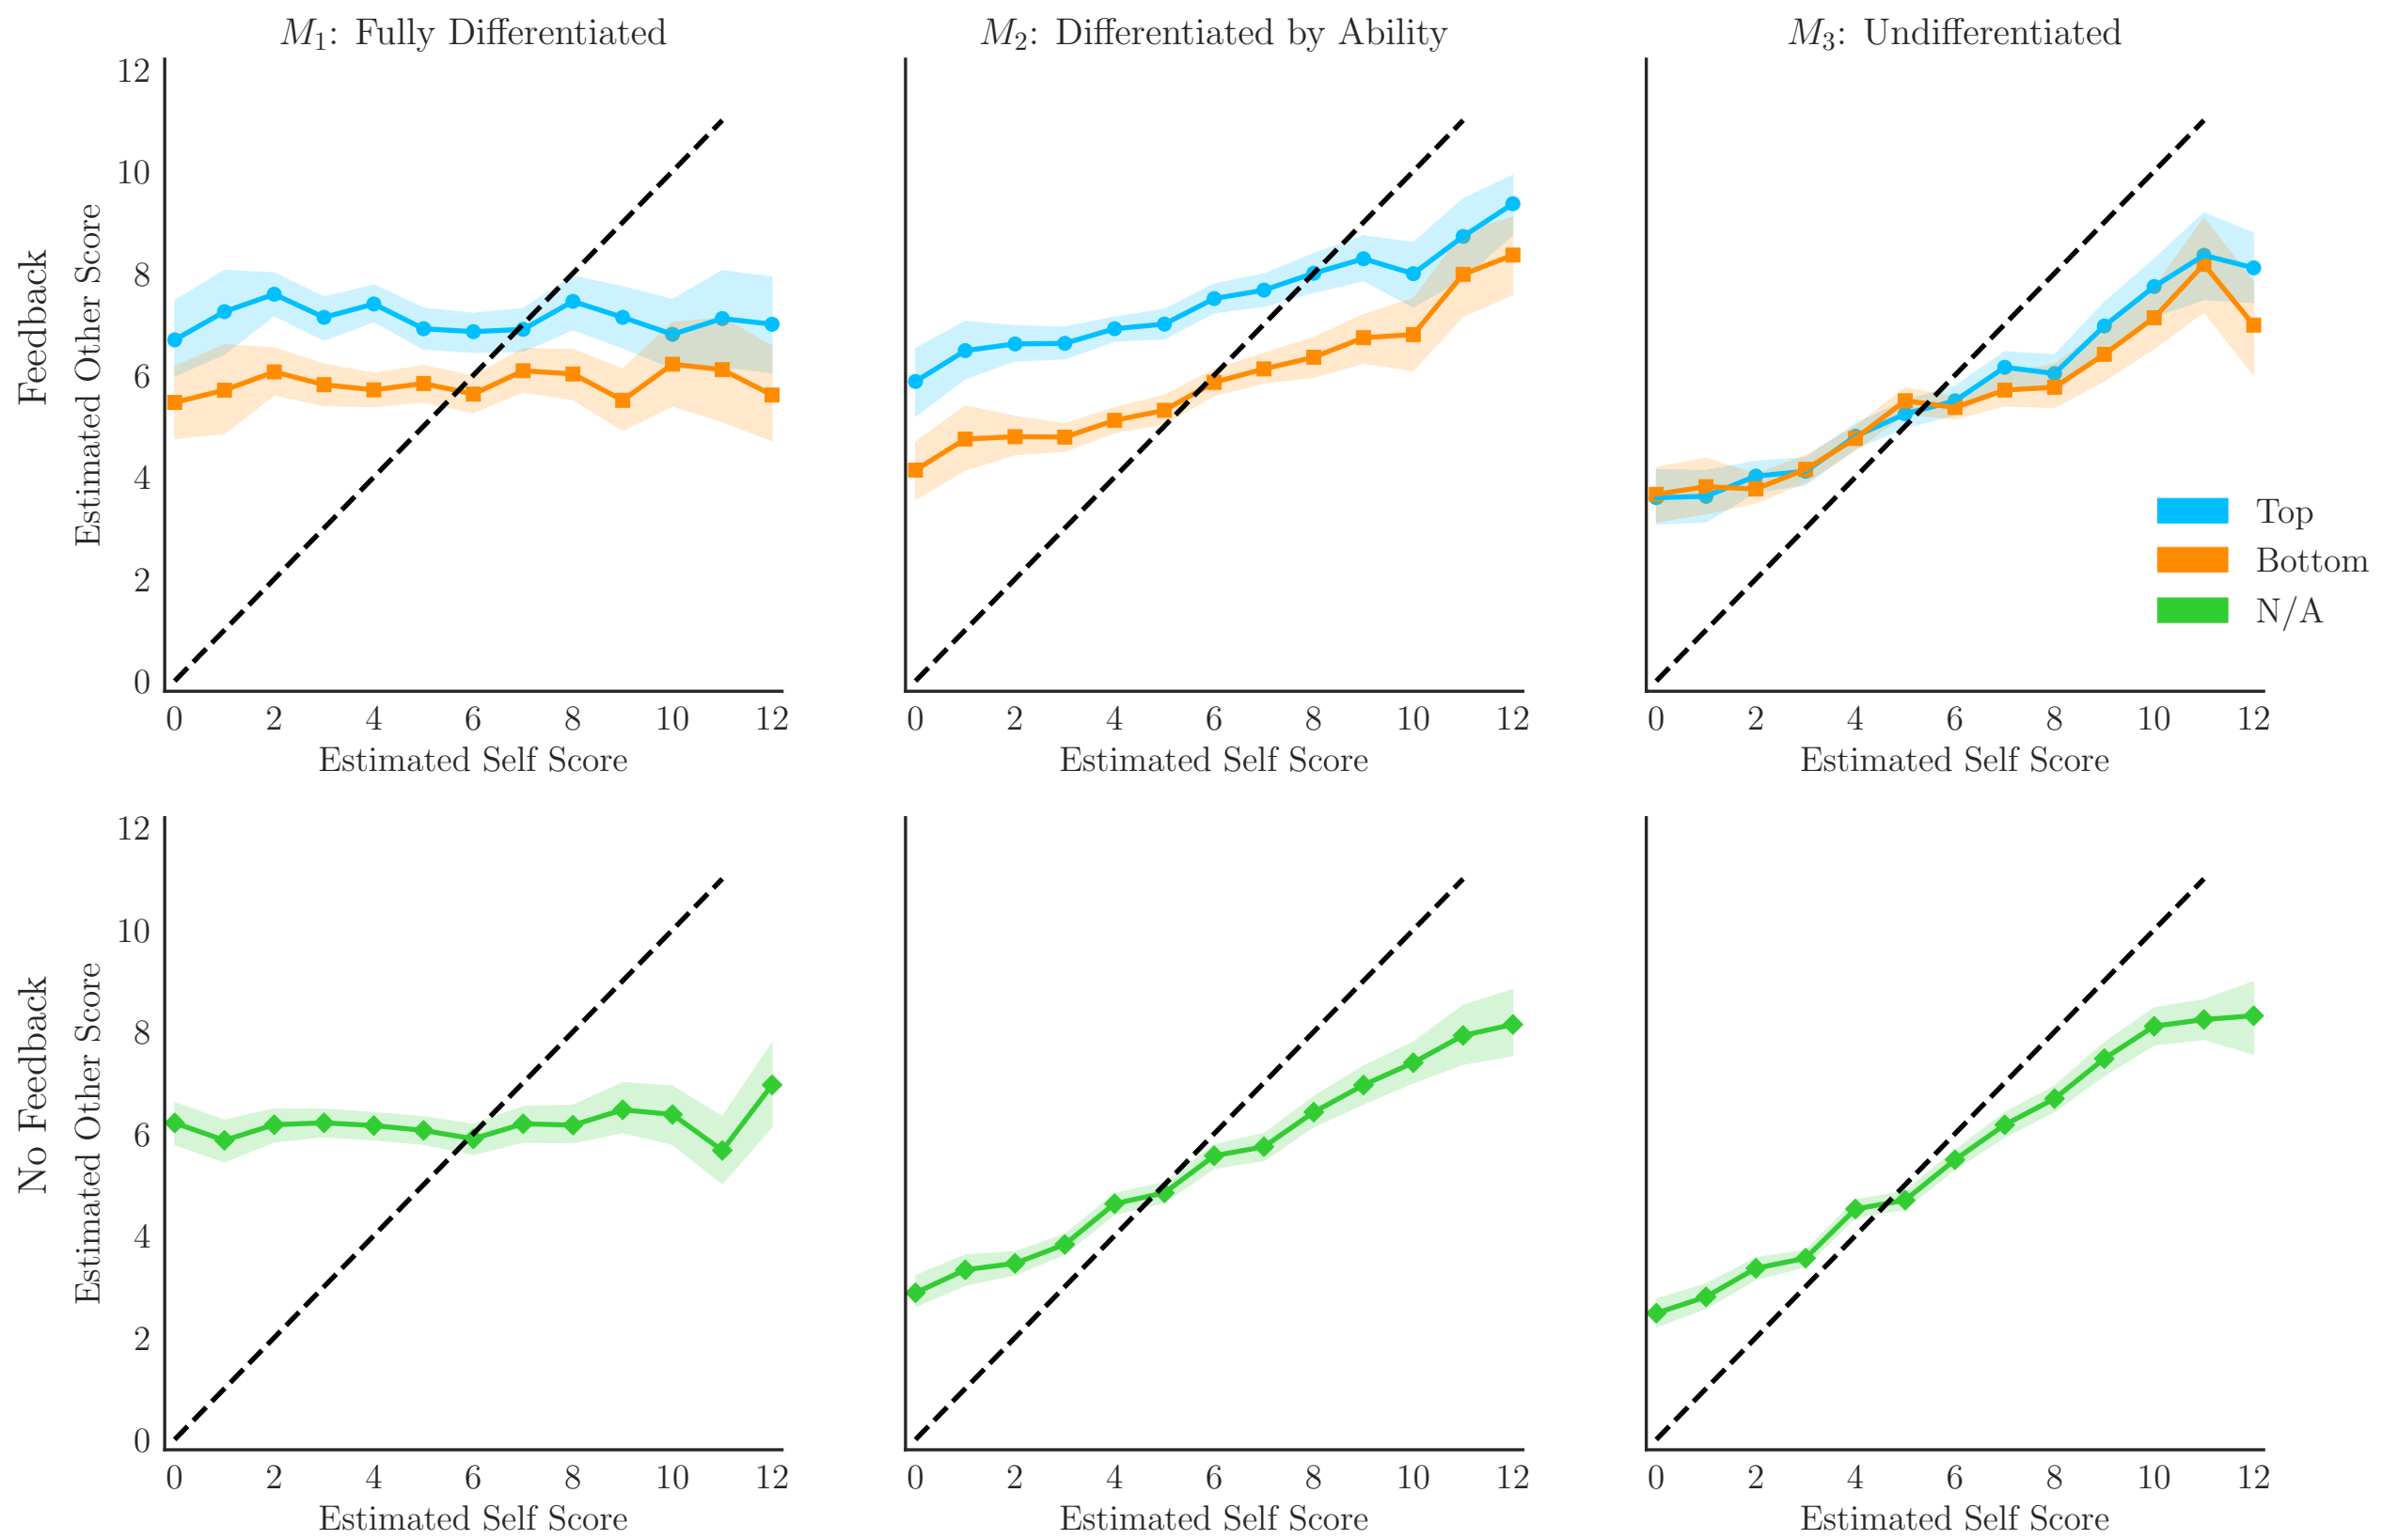 M1: Fully Differentiated
M2: Differentiated by Ability
M3: Undifferentiated
Feedback
Estimated Other Score
12
10
8
6
4
2
0
0 2 4 6 8 10 12
Estimated Self Score
0 2 4 6 8 10 12
Estimated Self Score
Top
Bottom
N/A
0 2 4 6 8 10 12
Estimated Self Score
No Feedback
Estimated Other Score
12
10
8
6
4
2
0
0 2 4 6 8 10 12
Estimated Self Score
0 2 4 6 8 10 12
Estimated Self Score
0 2 4 6 8 10 12
Estimated Self Score